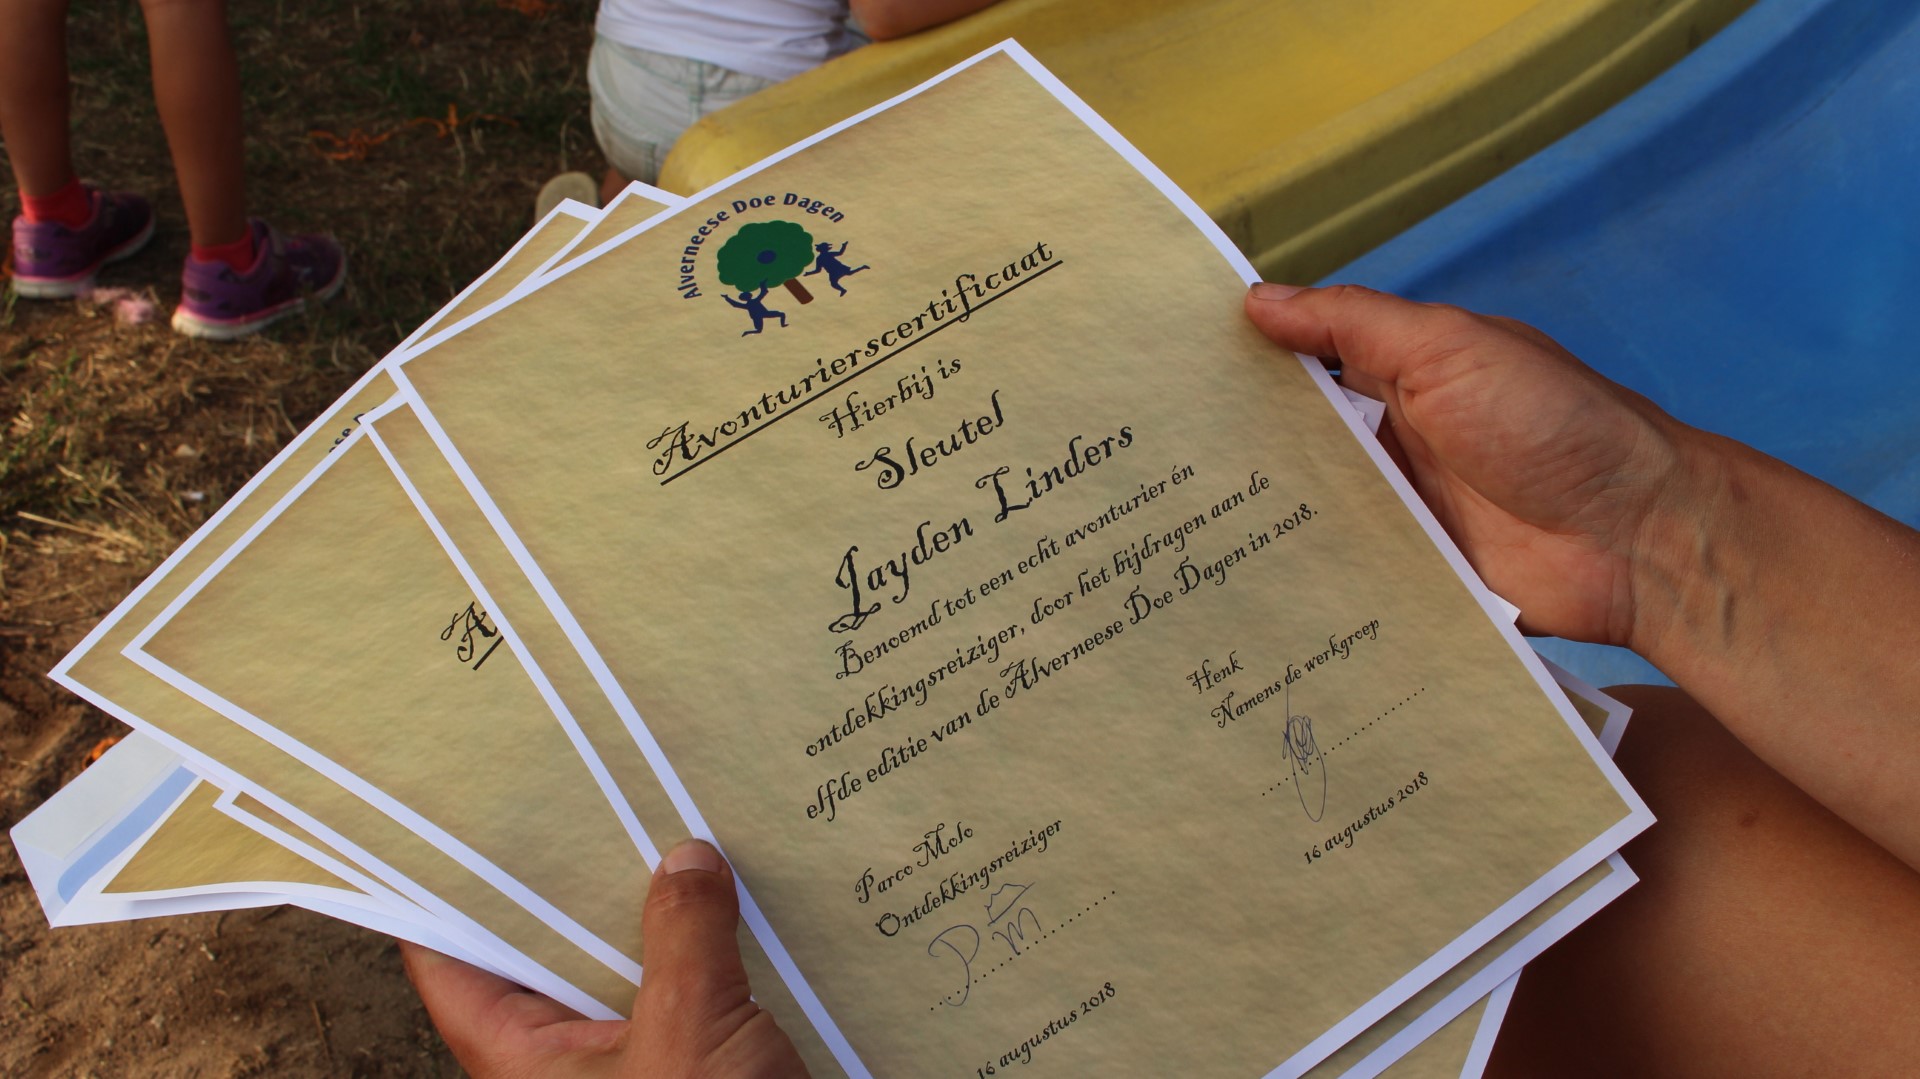 Alverneese Doe Dagen
Avonturierscertificaat
Hierbij is
Sleutel
Jayden Linders
Benoemd tot een echt avonturier én
ontdekkingsreiziger, door het bijdragen aan de
elfde editie van de Alverneese Doe Dagen in 2018.
Parco Molo
Ontdekkingsreiziger
16 augustus 2018
Henk
Namens de werkgroep
16 augustus 2018
A